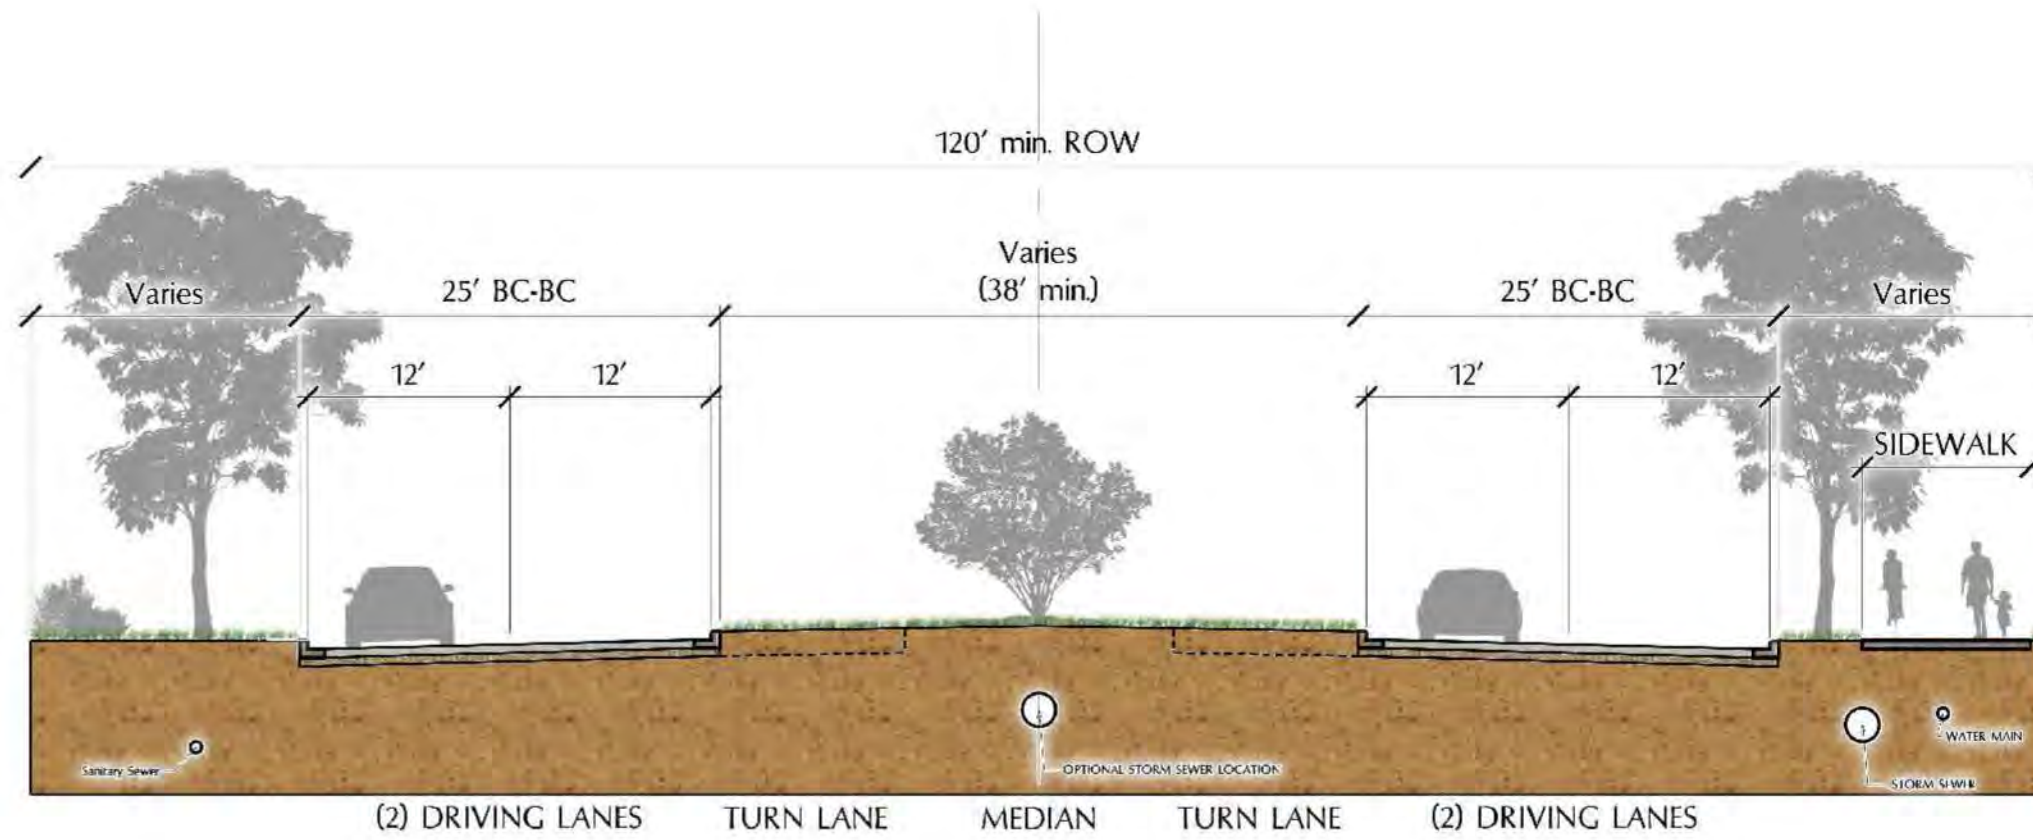 120' min. ROW
Varies
(38' min.)
Varies
25' BC-BC
25' BC-BC
Varies
12'
12'
12'
12'
SIDEWALK
WATER MAIN
Sanitary Sewer
OPTIONAL STORM SEWER LOCATION
STORM SEWER
(2) DRIVING LANES
TURN LANE
MEDIAN
TURN LANE
(2) DRIVING LANES